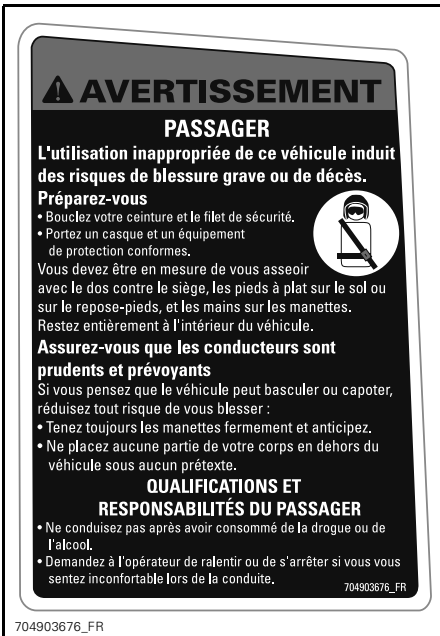 AVERTISSEMENT
PASSAGER
L'utilisation inappropriée de ce véhicule induit
des risques de blessure grave ou de décès.
Préparez-vous
• Bouclez votre ceinture et le filet de sécurité.
• Portez un casque et un équipement
de protection conformes.
Vous devez être en mesure de vous asseoir
avec le dos contre le siège, les pieds à plat sur le sol ou
sur le repose-pieds, et les mains sur les manettes.
Restez entièrement à l'intérieur du véhicule.
Assurez-vous que les conducteurs sont
prudents et prévoyants
Si vous pensez que le véhicule peut basculer ou capoter,
réduisez tout risque de vous blesser :
• Tenez toujours les manettes fermement et anticipez.
• Ne placez aucune partie de votre corps en dehors du
véhicule sous aucun prétexte.
QUALIFICATIONS ET
RESPONSABILITÉS DU PASSAGER
• Ne conduisez pas après avoir consommé de la drogue ou de
l'alcool.
• Demandez à l'opérateur de ralentir ou de s'arrêter si vous vous
sentez inconfortable lors de la conduite.
704903676_FR
704903676_FR